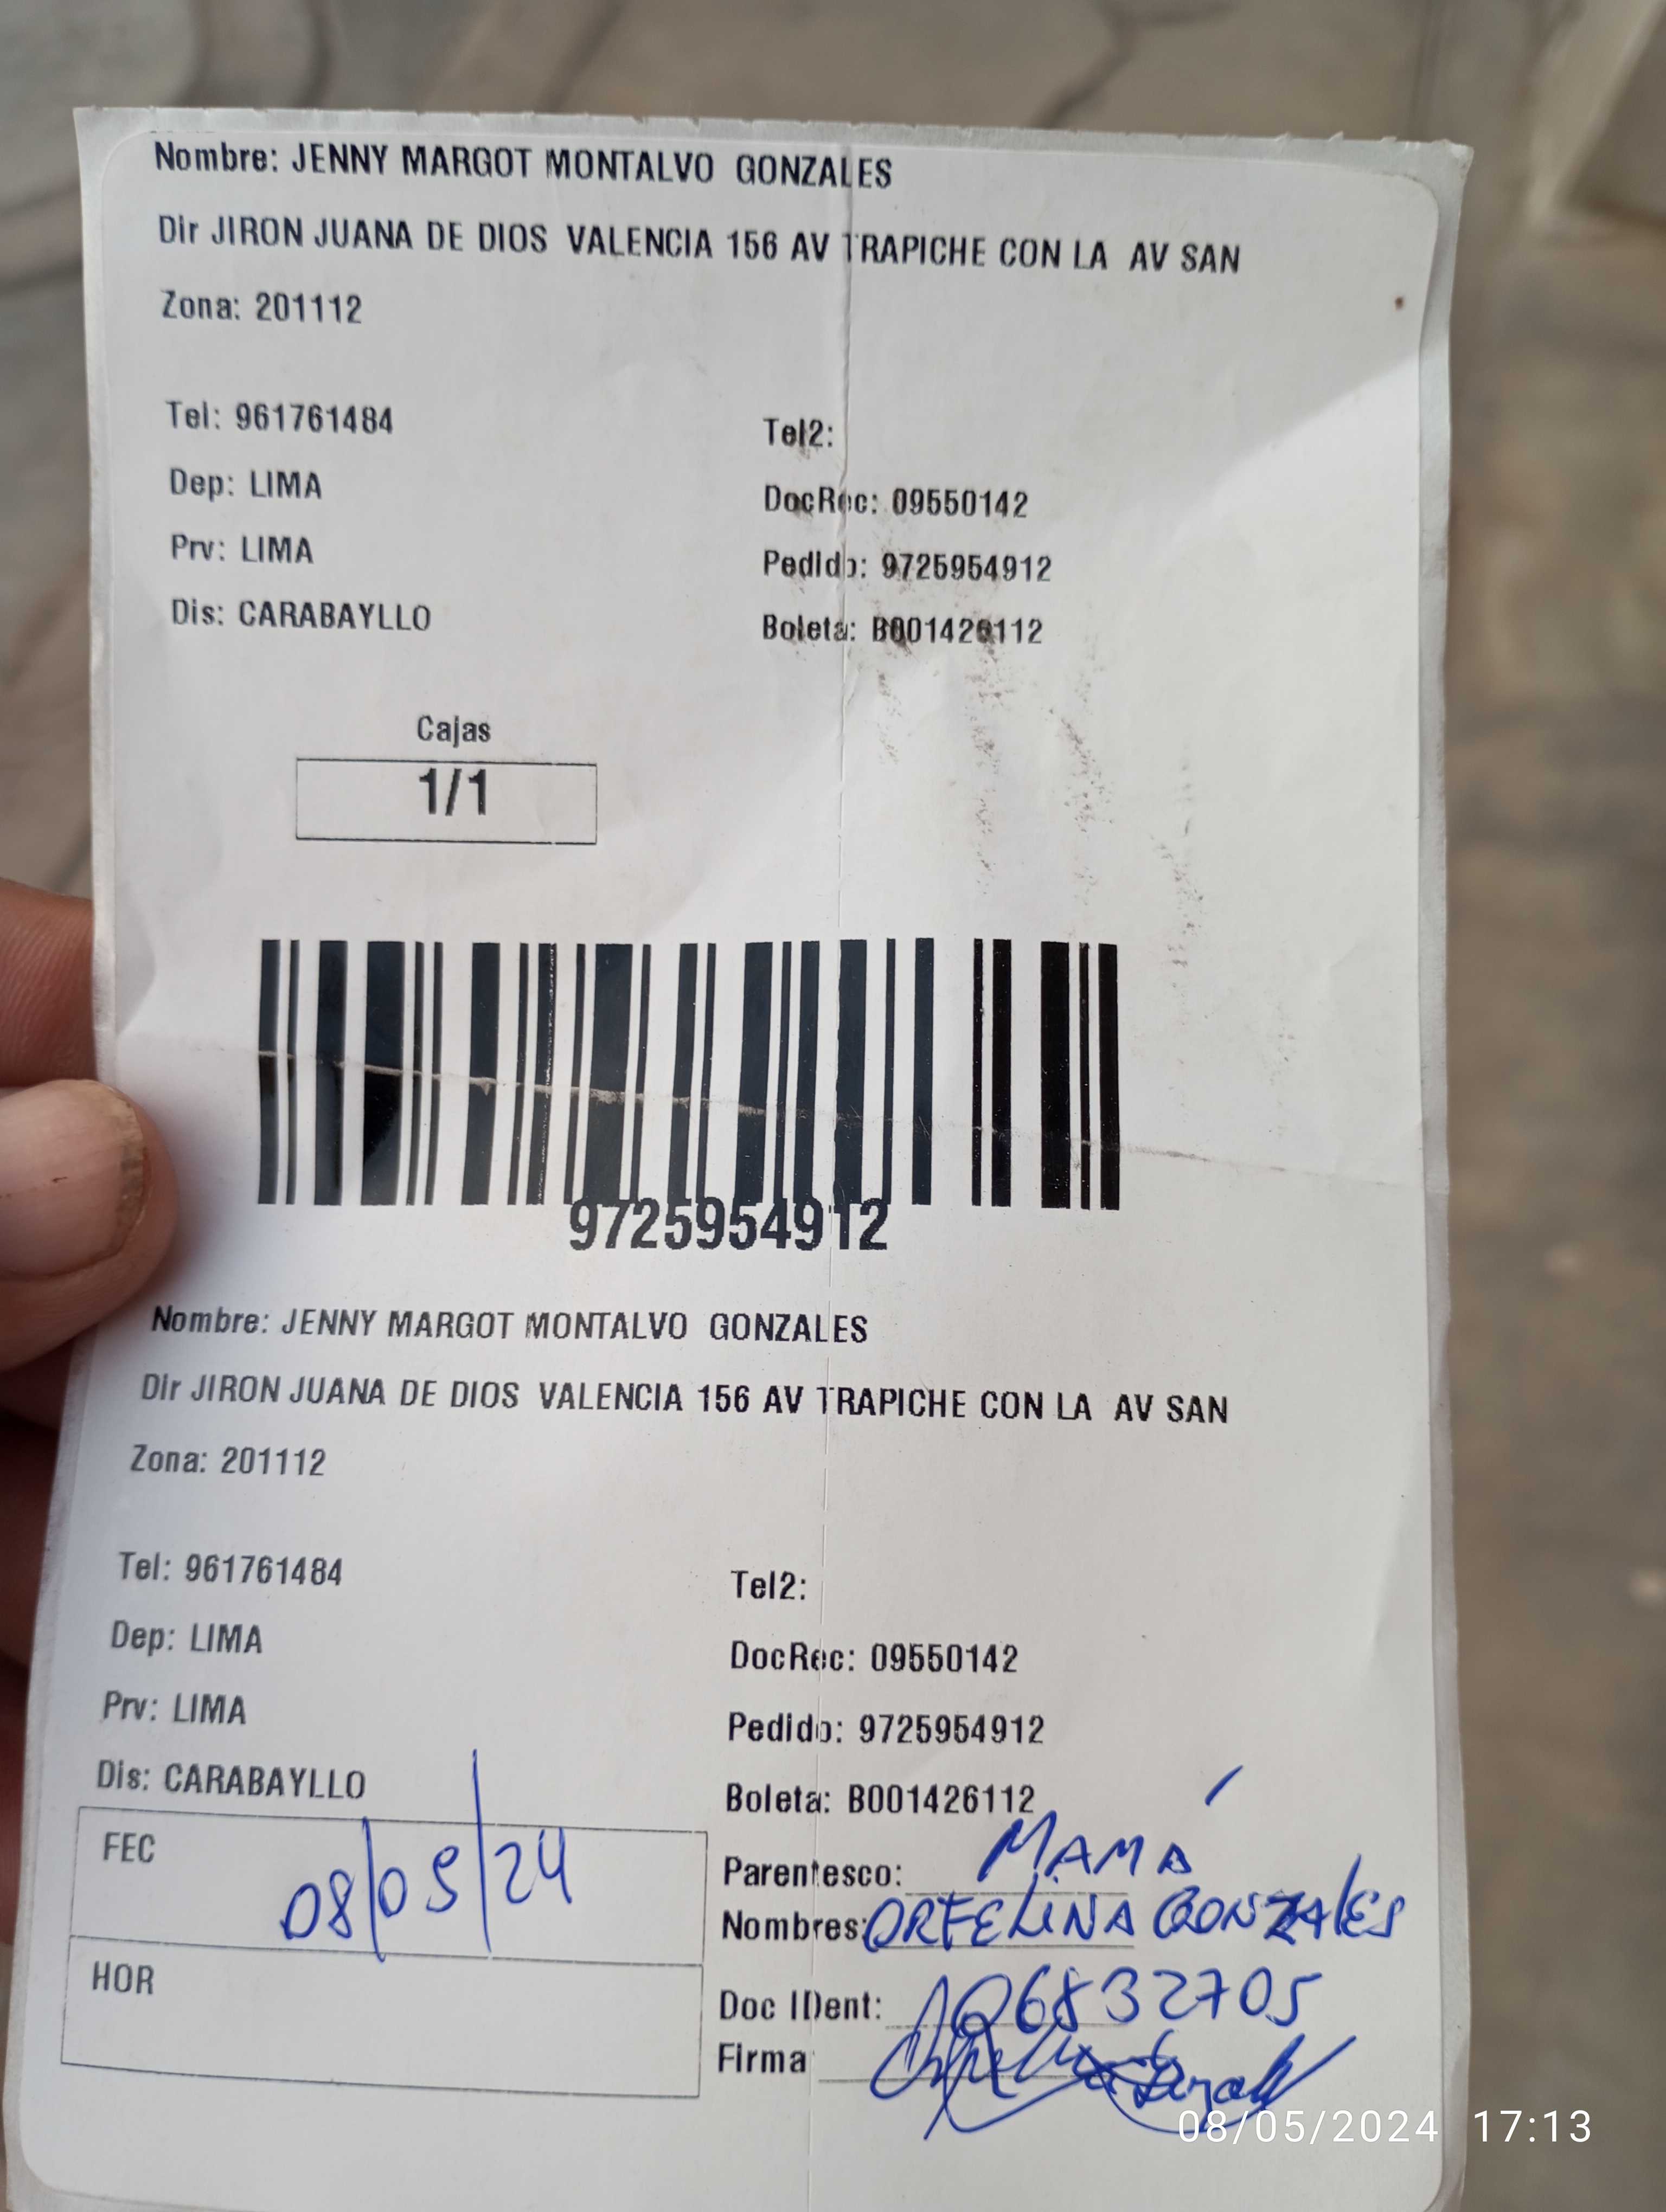 Nombre: JENNY MARGOT MONTALVO GONZALES
Dir JIRON JUANA DE DIOS VALENCIA 156 AV TRAPICHE CON LA AV SAN
Zona: 201112
Tel: 961761484 Tel2:
Dep: LIMA DocRec: 09550142
Prv: LIMA Pedido: 9725954912
Dis: CARABAYLLO Boleta: B001426112
Cajas
1/1
9725954912
Nombre: JENNY MARGOT MONTALVO GONZALES
Dir JIRON JUANA DE DIOS VALENCIA 156 AV TRAPICHE CON LA AV SAN
Zona: 201112
Tel: 961761484 Tel2:
Dep: LIMA DocRec: 09550142
Prv: LIMA Pedido: 9725954912
Dis: CARABAYLLO Boleta: B001426112
FEC 08/05/24 Parentesco: MAMÁ
Nombres: ORFELINA GONZALES
HOR Doc IDent:
Firma
08/05/2024 17:13